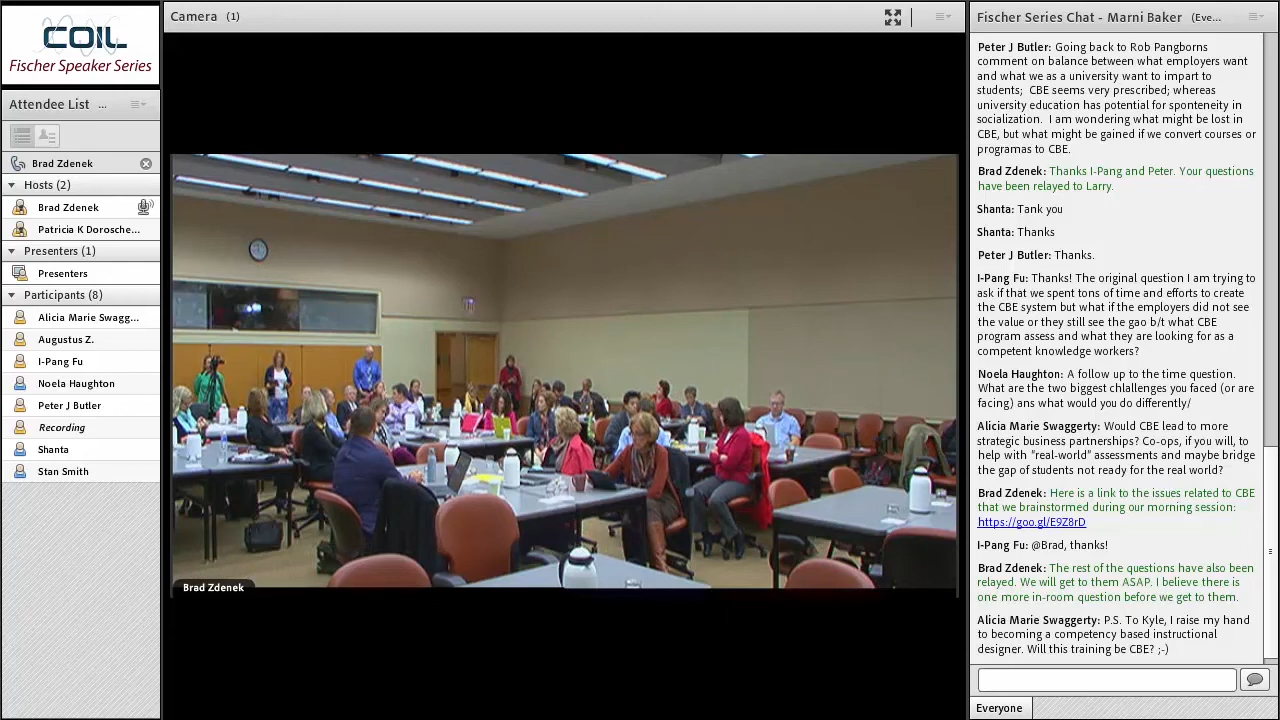 COIL
Fischer Speaker Series
Attendee List ...
Brad Zdenek
Hosts (2)
Brad Zdenek
Patricia K Dorosche...
Presenters (1)
Presenters
Participants (8)
Alicia Marie Swagg...
Augustus Z.
I-Pang Fu
Noela Haughton
Peter J Butler
Recording
Shanta
Stan Smith
Camera (1)
Brad Zdenek
Fischer Series Chat - Marni Baker (Eve...
Peter J Butler: Going back to Rob Pangborns
comment on balance between what employers want
and what we as a university want to impart to
students; CBE seems very prescribed; whereas
university education has potential for sponteneity in
socialization. I am wondering what might be lost in
CBE, but what might be gained if we convert courses or
programas to CBE.
Brad Zdenek: Thanks I-Pang and Peter. Your questions
have been relayed to Larry.
Shanta: Tank you
Shanta: Thanks
Peter J Butler: Thanks.
I-Pang Fu: Thanks! The original question I am trying to
ask if that we spent tons of time and efforts to create
the CBE system but what if the employers did not see
the value or they still see the gap b/t what CBE
program assess and what they are looking for as a
competent knowledge workers?
Noela Haughton: A follow up to the time question.
What are the two biggest chllalenges you faced (or are
facing) ans what would you do differently/
Alicia Marie Swaggerty: Would CBE lead to more
strategic business partnerships? Co-ops, if you will, to
help with "real-world" assessments and maybe bridge
the gap of students not ready for the real world?
Brad Zdenek: Here is a link to the issues related to CBE
that we brainstormed during our morning session:
https://goo.gl/E9Z8rD
I-Pang Fu: @Brad, thanks!
Brad Zdenek: The rest of the questions have also been
relayed. We will get to them ASAP. I believe there is
one more in-room question before we get to them.
Alicia Marie Swaggerty: P.S. To Kyle, I raise my hand
to becoming a competency based instructional
designer. Will this training be CBE? ;-)
Everyone